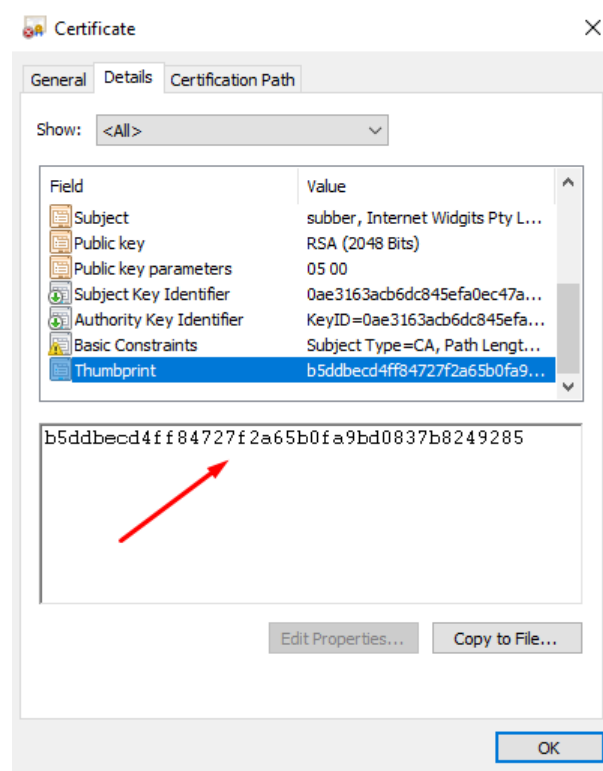 Certificate
General Details Certification Path
Show: <All>
Field Value
Subject subber, Internet Widgits Pty L...
Public key RSA (2048 Bits)
Public key parameters 05 00
Subject Key Identifier 0ae3163acb6dc845efa0ec47a...
Authority Key Identifier KeyID=0ae3163acb6dc845efa...
Basic Constraints Subject Type=CA, Path Lengt...
Thumbprint b5ddbecd4ff84727f2a65b0fa9...
b5ddbecd4ff84727f2a65b0fa9bd0837b8249285
Edit Properties... Copy to File...
OK